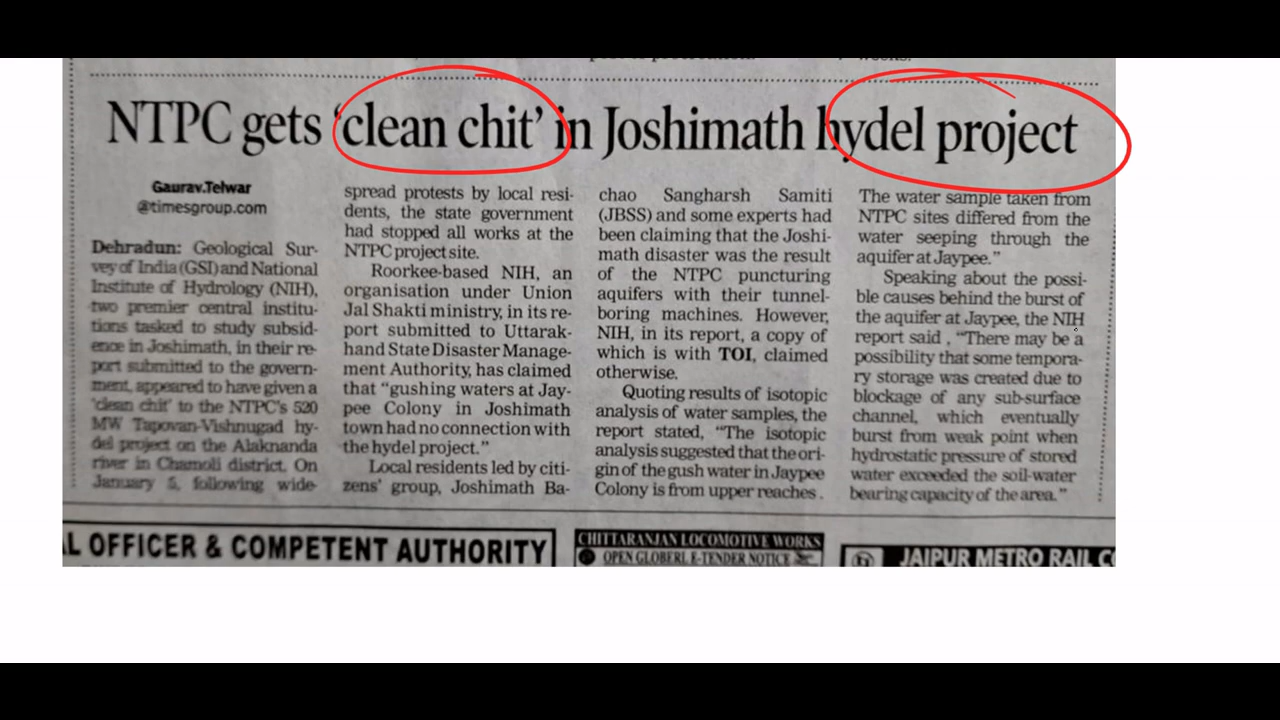 NTPC gets 'clean chit' in Joshimath hydel project
Gaurav.Telwar
@timesgroup.com
Dehradun: Geological Sur-
vey of India (GSI) and National
Institute of Hydrology (NIH),
two premier central institu-
tions tasked to study subsid-
ence in Joshimath, in their re-
port submitted to the govern-
ment, appeared to have given a
'clean chit' to the NTPC's 520
MW Tapovan-Vishnugad hy-
del project on the Alaknanda
river in Chamoli district. On
January 5, following wide-
spread protests by local resi-
dents, the state government
had stopped all works at the
NTPC project site.
Roorkee-based NIH, an
organisation under Union
Jal Shakti ministry, in its re-
port submitted to Uttarak-
hand State Disaster Manage-
ment Authority, has claimed
that "gushing waters at Jay-
pee Colony in Joshimath
town had no connection with
the hydel project."
Local residents led by citi-
zens' group, Joshimath Ba-
chao Sangharsh Samiti
(JBSS) and some experts had
been claiming that the Joshi-
math disaster was the result
of the NTPC puncturing
aquifers with their tunnel-
boring machines. However,
NIH, in its report, a copy of
which is with TOI, claimed
otherwise.
Quoting results of isotopic
analysis of water samples, the
report stated, "The isotopic
analysis suggested that the ori-
gin of the gush water in Jaypee
Colony is from upper reaches.
The water sample taken from
NTPC sites differed from the
water seeping through the
aquifer at Jaypee."
Speaking about the possi-
ble causes behind the burst of
the aquifer at Jaypee, the NIH
report said, "There may be a
possibility that some tempora-
ry storage was created due to
blockage of any sub-surface
channel, which eventually
burst from weak point when
hydrostatic pressure of stored
water exceeded the soil-water
bearing capacity of the area."
L OFFICER & COMPETENT AUTHORITY
CHITTARANJAN LOCOMOTIVE WORKS
OPEN GLOBERL E-TENDER NOTICE
JAIPUR METRO RAIL CO